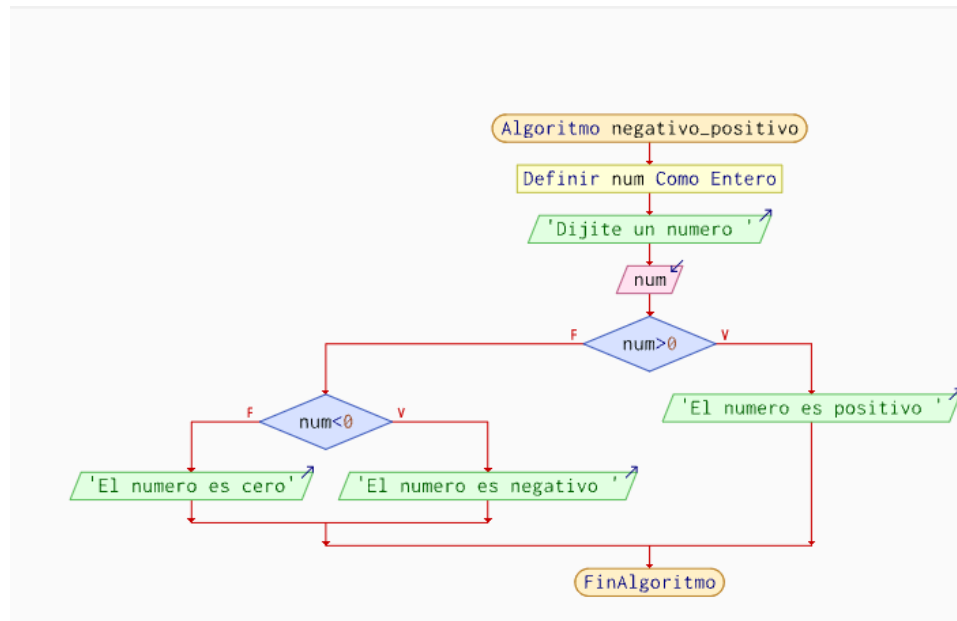 Algoritmo negativo_positivo
Definir num Como Entero
'Dijite un numero '
num
num>0
F
V
'El numero es positivo '
num<0
F
V
'El numero es cero'
'El numero es negativo '
FinAlgoritmo